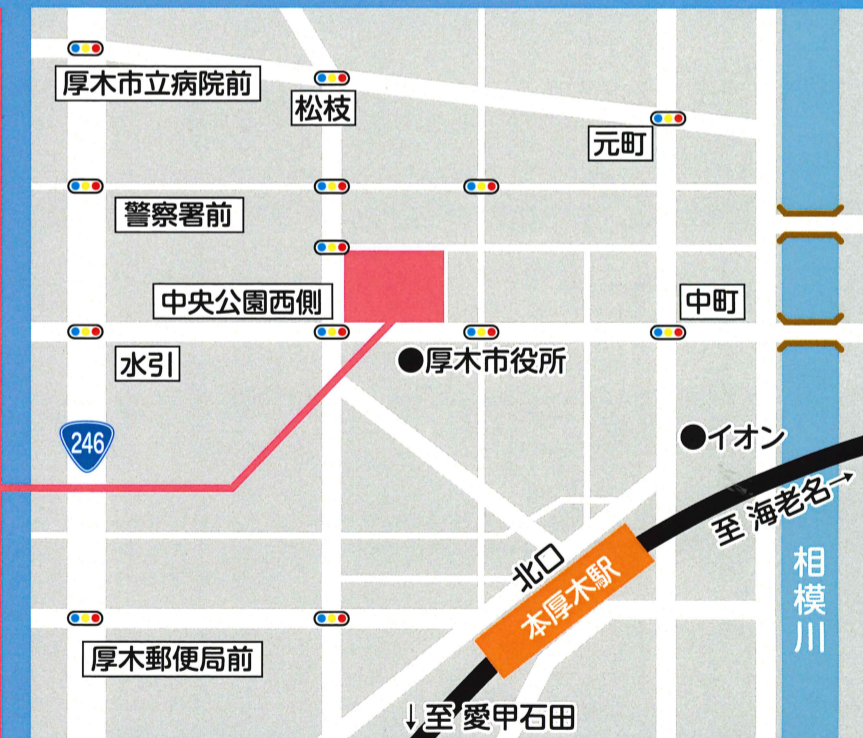 厚木市立病院前
松枝
元町
警察署前
中央公園西側
中町
水引
●厚木市役所
246
●イオン
至 海老名→
北口
本厚木駅
相模川
厚木郵便局前
↓至 愛甲石田